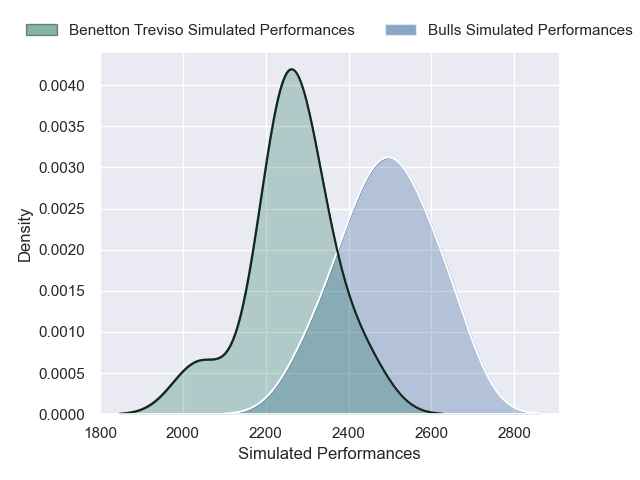 Benetton Treviso Simulated Performances Bulls Simulated Performances
0.0040
0.0035
0.0030
0.0025
0.0020
0.0015
0.0010
0.0005
0.0000
Density
1800 2000 2200 2400 2600 2800
Simulated Performances